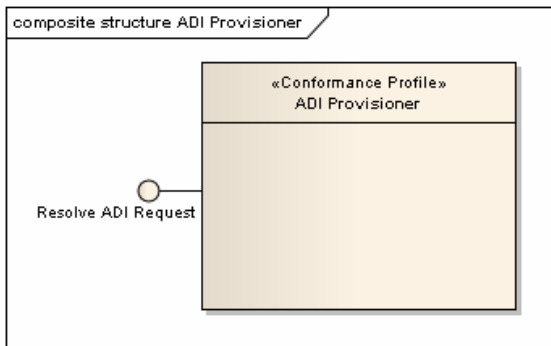 composite structure ADI Provisioner
«Conformance Profile»
ADI Provisioner
Resolve ADI Request